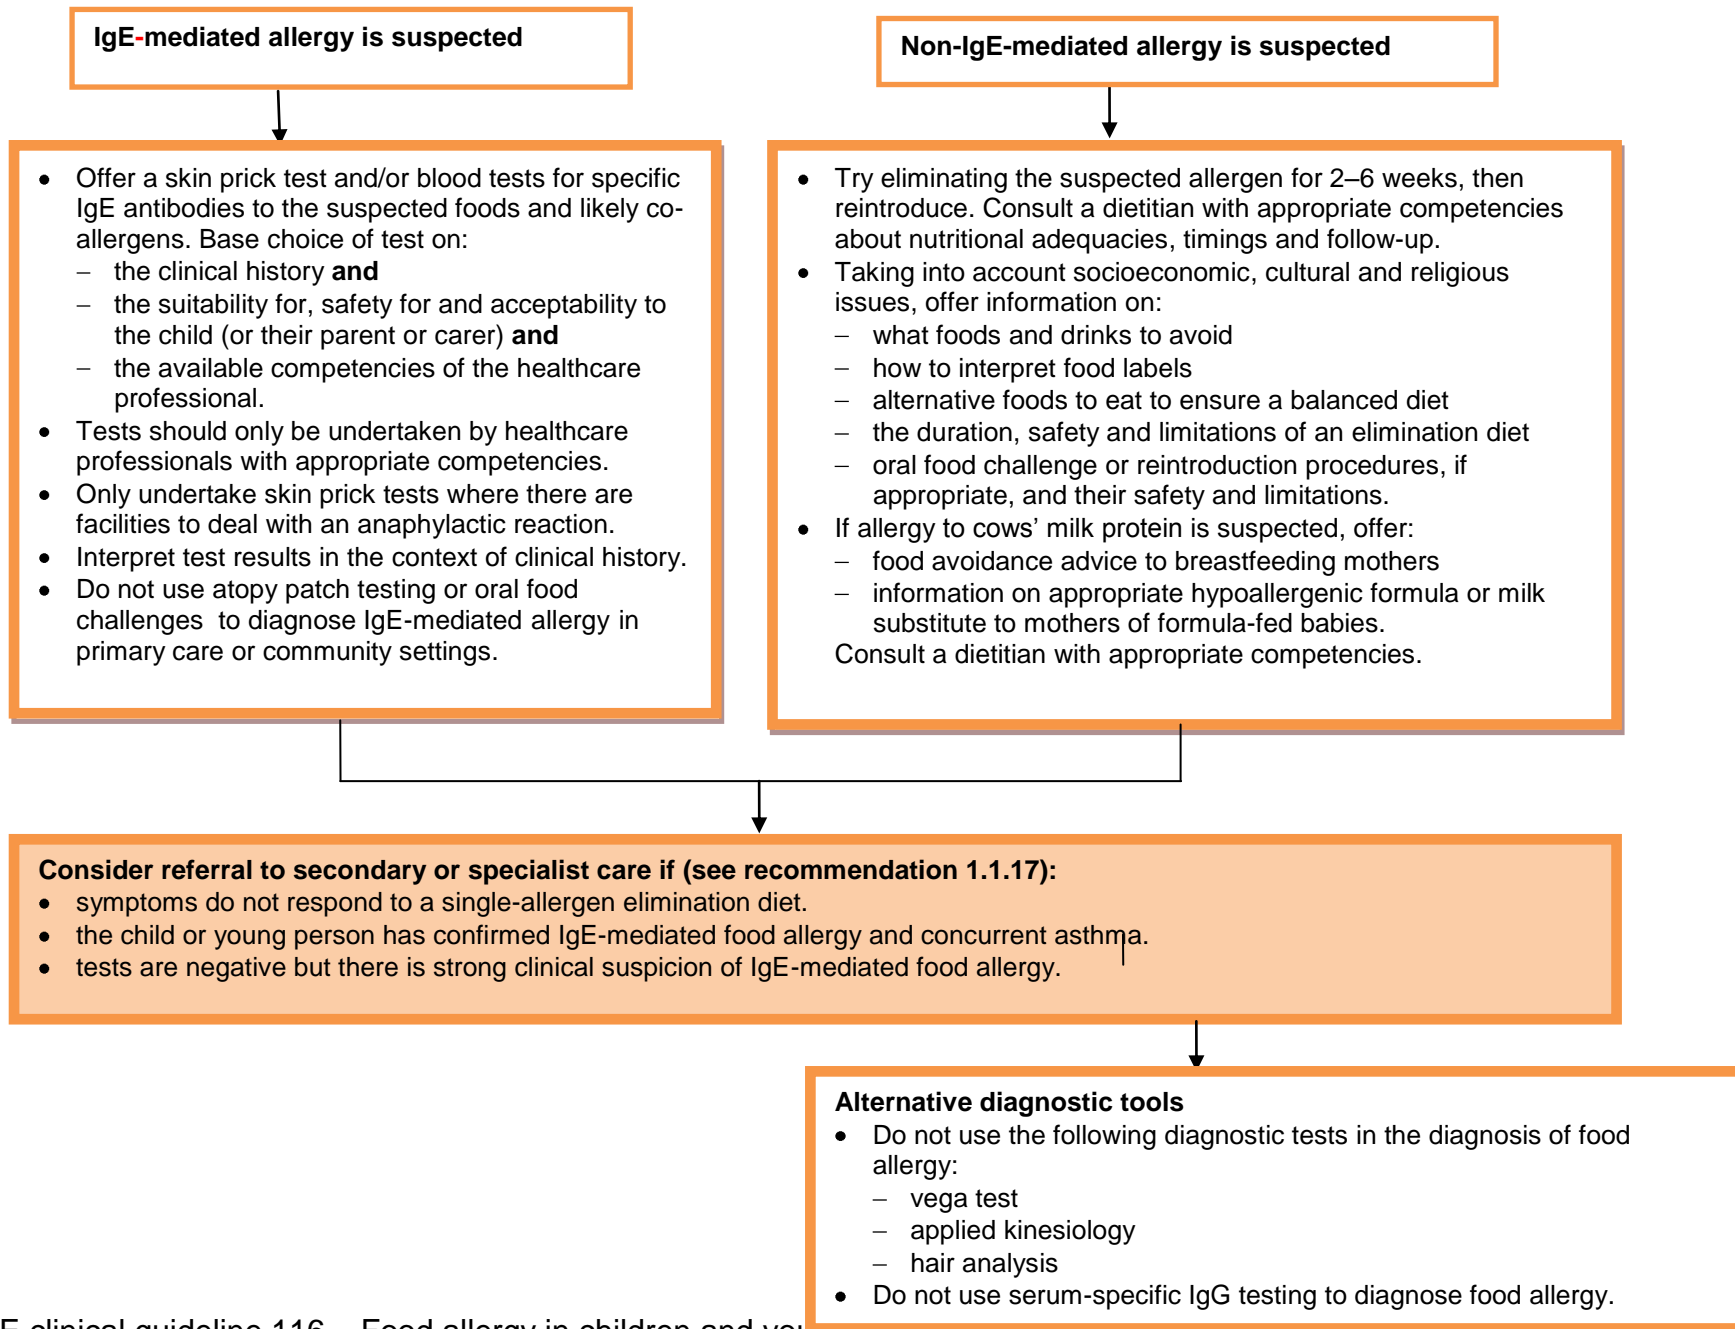 IgE-mediated allergy is suspected
Non-IgE-mediated allergy is suspected
• Offer a skin prick test and/or blood tests for specific
IgE antibodies to the suspected foods and likely co-
allergens. Base choice of test on:
− the clinical history and
− the suitability for, safety for and acceptability to
the child (or their parent or carer) and
− the available competencies of the healthcare
professional.
• Tests should only be undertaken by healthcare
professionals with appropriate competencies.
• Only undertake skin prick tests where there are
facilities to deal with an anaphylactic reaction.
• Interpret test results in the context of clinical history.
• Do not use atopy patch testing or oral food
challenges to diagnose IgE-mediated allergy in
primary care or community settings.
• Try eliminating the suspected allergen for 2–6 weeks, then
reintroduce. Consult a dietitian with appropriate competencies
about nutritional adequacies, timings and follow-up.
• Taking into account socioeconomic, cultural and religious
issues, offer information on:
− what foods and drinks to avoid
− how to interpret food labels
− alternative foods to eat to ensure a balanced diet
− the duration, safety and limitations of an elimination diet
− oral food challenge or reintroduction procedures, if
appropriate, and their safety and limitations.
• If allergy to cows’ milk protein is suspected, offer:
− food avoidance advice to breastfeeding mothers
− information on appropriate hypoallergenic formula or milk
substitute to mothers of formula-fed babies.
Consult a dietitian with appropriate competencies.
Consider referral to secondary or specialist care if (see recommendation 1.1.17):
• symptoms do not respond to a single-allergen elimination diet.
• the child or young person has confirmed IgE-mediated food allergy and concurrent asthma.
• tests are negative but there is strong clinical suspicion of IgE-mediated food allergy.
Alternative diagnostic tools
• Do not use the following diagnostic tests in the diagnosis of food
allergy:
− vega test
− applied kinesiology
− hair analysis
• Do not use serum-specific IgG testing to diagnose food allergy.
E clinical guideline 116 – Food allergy in children and